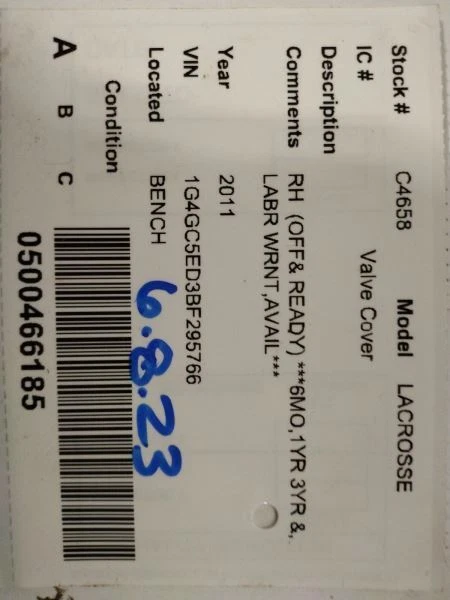 Stock # C4658 Model LACROSSE
IC # Valve Cover
Description
Comments RH (OFF& READY) ***6MO,1YR 3YR &,
LABR WRNT,AVAIL ***
Year 2011
VIN 1G4GC5ED3BF295766
Located BENCH
6.8.23
Condition
A B C
0500466185